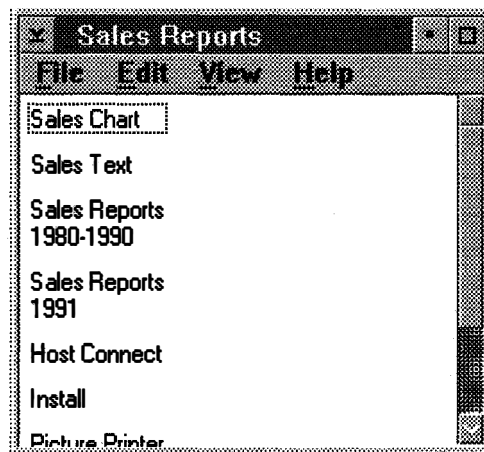 Sales Reports
File Edit View Help
Sales Chart
Sales Text
Sales Reports
1980-1990
Sales Reports
1991
Host Connect
Install
Picture Printer